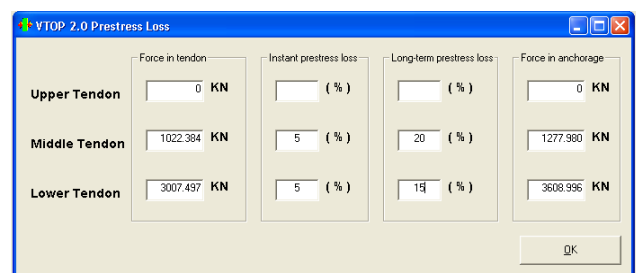 VTOP 2.0 Prestress Loss
Force in tendon Instant prestress loss Long-term prestress loss Force in anchorage
Upper Tendon 0 KN ( % ) ( % ) 0 KN
Middle Tendon 1022.384 KN 5 ( % ) 20 ( % ) 1277.980 KN
Lower Tendon 3007.497 KN 5 ( % ) 15 ( % ) 3608.996 KN
OK